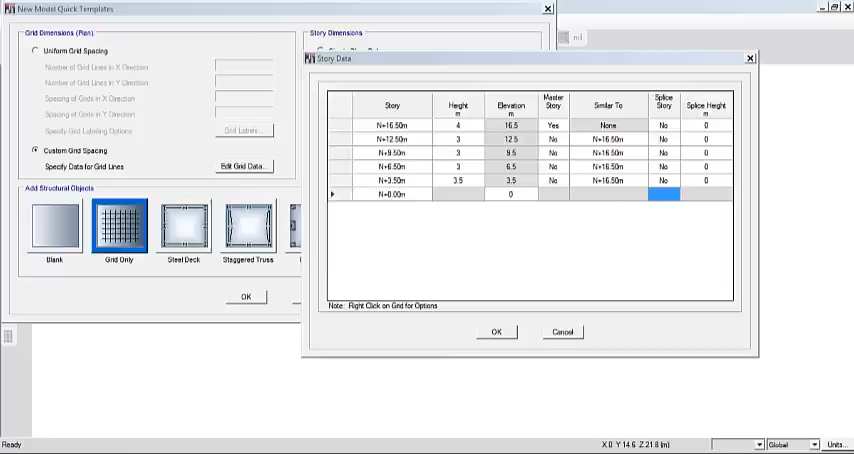 New Model Quick Templates
Grid Dimensions (Plan)
Uniform Grid Spacing
Number of Grid Lines in X Direction
Number of Grid Lines in Y Direction
Spacing of Grids in X Direction
Spacing of Grids in Y Direction
Specify Grid Labeling Options
Grid Labels...
Custom Grid Spacing
Specify Data for Grid Lines
Edit Grid Data...
Add Structural Objects
Blank
Grid Only
Steel Deck
Staggered Truss
OK
Story Dimensions
Story Data
Story Height m Elevation m Master Story Similar To Splice Story Splice Height m
N+16.50m 4 16.5 Yes None No 0
N+12.50m 3 12.5 No N+16.50m No 0
N+9.50m 3 9.5 No N+16.50m No 0
N+6.50m 3 6.5 No N+16.50m No 0
N+3.50m 3.5 3.5 No N+16.50m No 0
N+0.00m 0
Note: Right Click on Grid for Options
OK Cancel
nd
Ready
X 0 Y 14.6 Z 21.8 (m)
Global
Units...